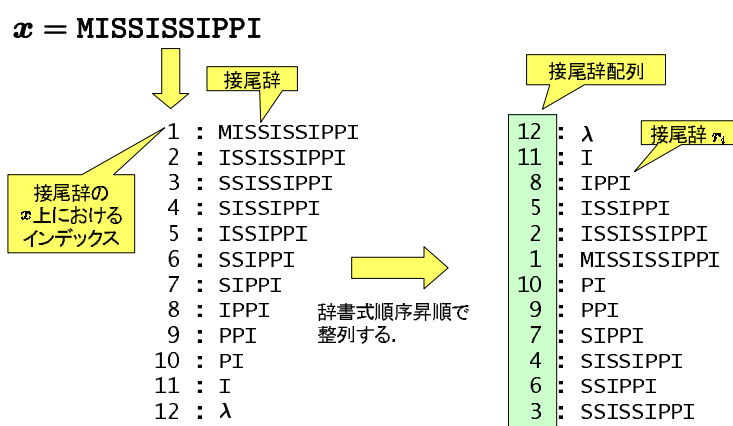 x = MISSISSIPPI
接尾辞
1 : MISSISSIPPI
2 : ISSISSIPPI
3 : SSISSIPPI
4 : SISSIPPI
5 : ISSIPPI
6 : SSIPPI
7 : SIPPI
8 : IPPI
9 : PPI
10 : PI
11 : I
12 : λ
接尾辞の
x上における
インデックス
辞書式順序昇順で
整列する.
接尾辞配列
接尾辞 r_i
12 : λ
11 : I
8 : IPPI
5 : ISSIPPI
2 : ISSISSIPPI
1 : MISSISSIPPI
10 : PI
9 : PPI
7 : SIPPI
4 : SISSIPPI
6 : SSIPPI
3 : SSISSIPPI